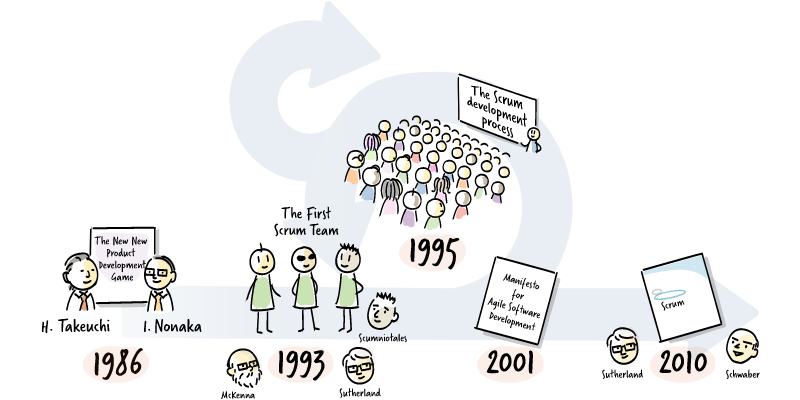 The New New
Product
Development
Game
H. Takeuchi
I. Nonaka
1986
The First
Scrum Team
Scumniotales
McKenna
1993
Sutherland
The Scrum
development
process
1995
Manifesto
for
Agile Software
Development
2001
Scrum
Sutherland
2010
Schwaber